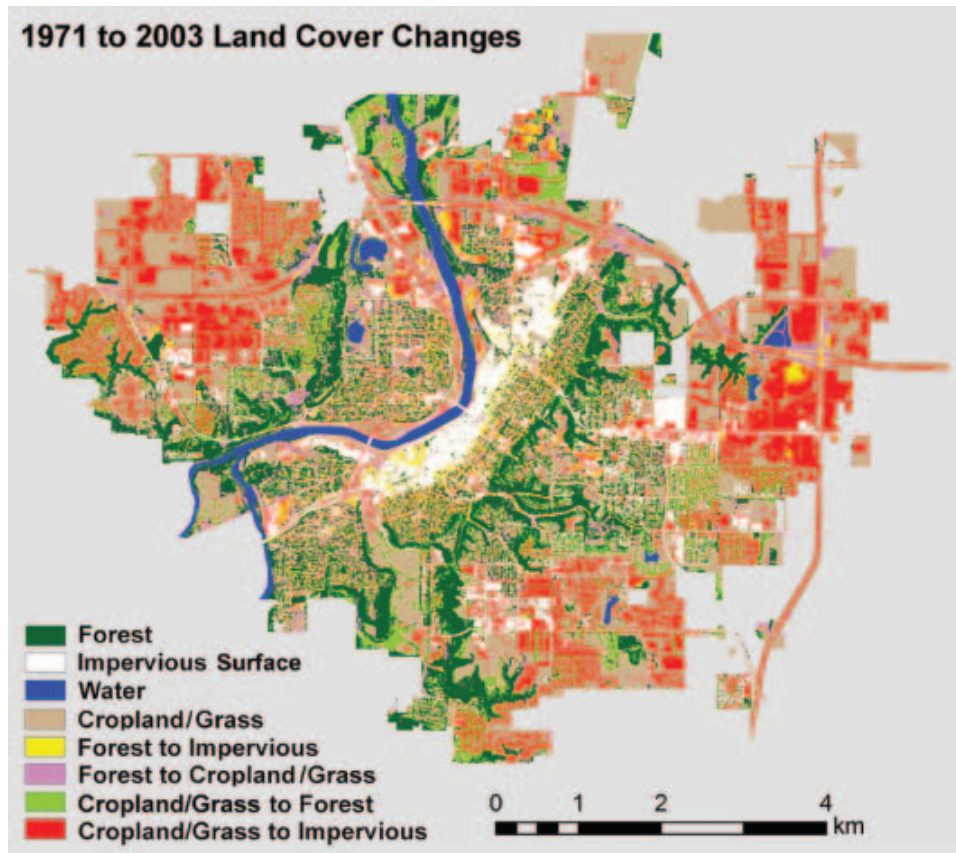 1971 to 2003 Land Cover Changes
Forest
Impervious Surface
Water
Cropland/Grass
Forest to Impervious
Forest to Cropland/Grass
Cropland/Grass to Forest
Cropland/Grass to Impervious
0 1 2 4
km